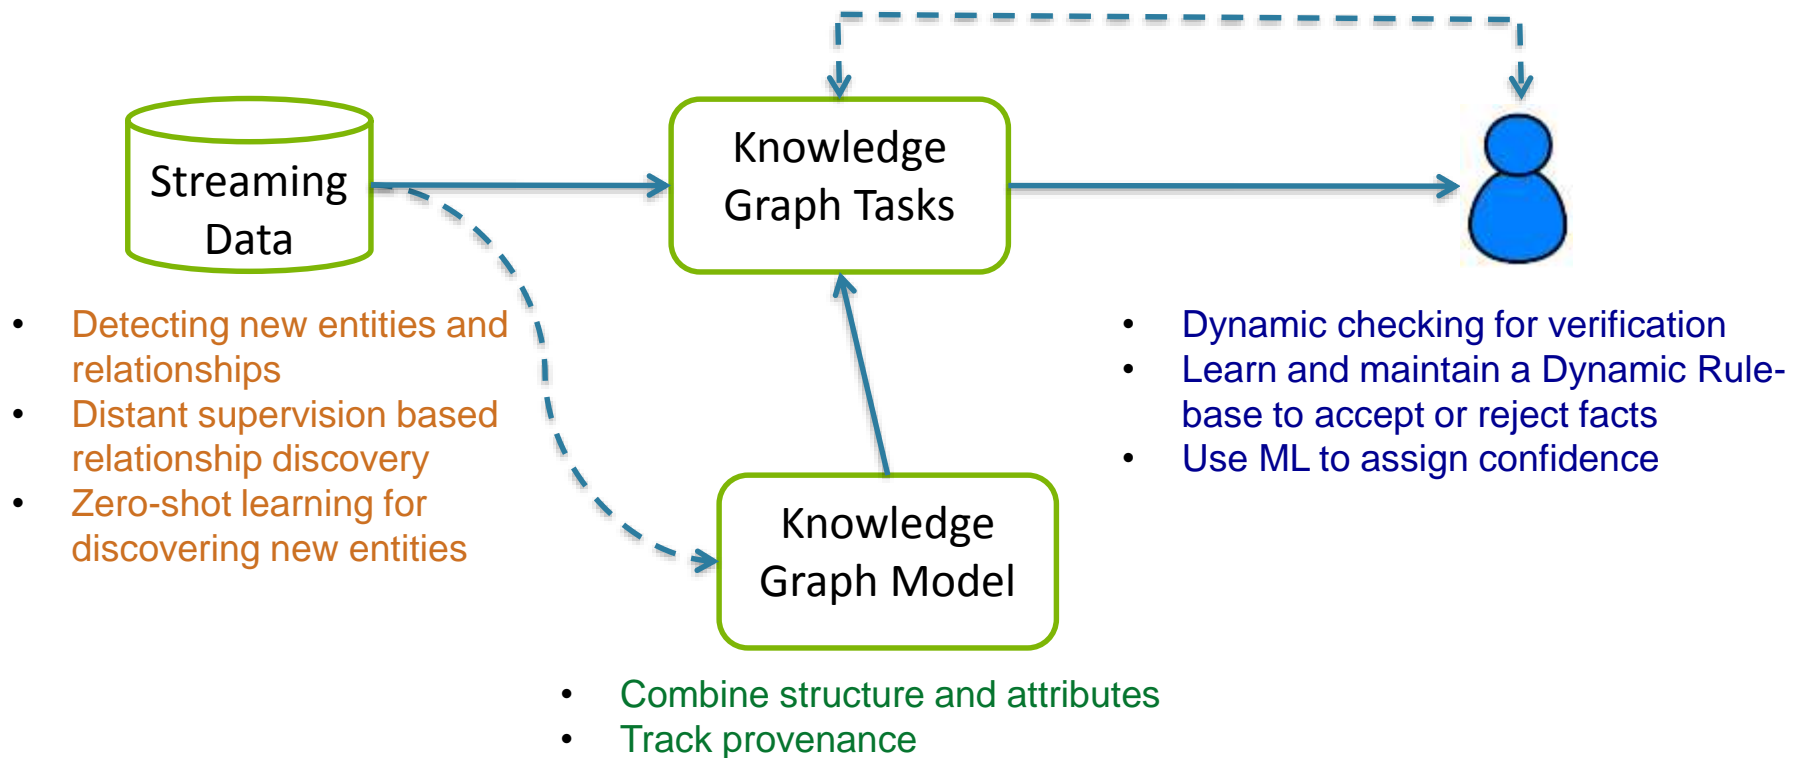 Streaming
Data
Knowledge
Graph Tasks
• Detecting new entities and
relationships
• Distant supervision based
relationship discovery
• Zero-shot learning for
discovering new entities
• Dynamic checking for verification
• Learn and maintain a Dynamic Rule-
base to accept or reject facts
• Use ML to assign confidence
Knowledge
Graph Model
• Combine structure and attributes
• Track provenance